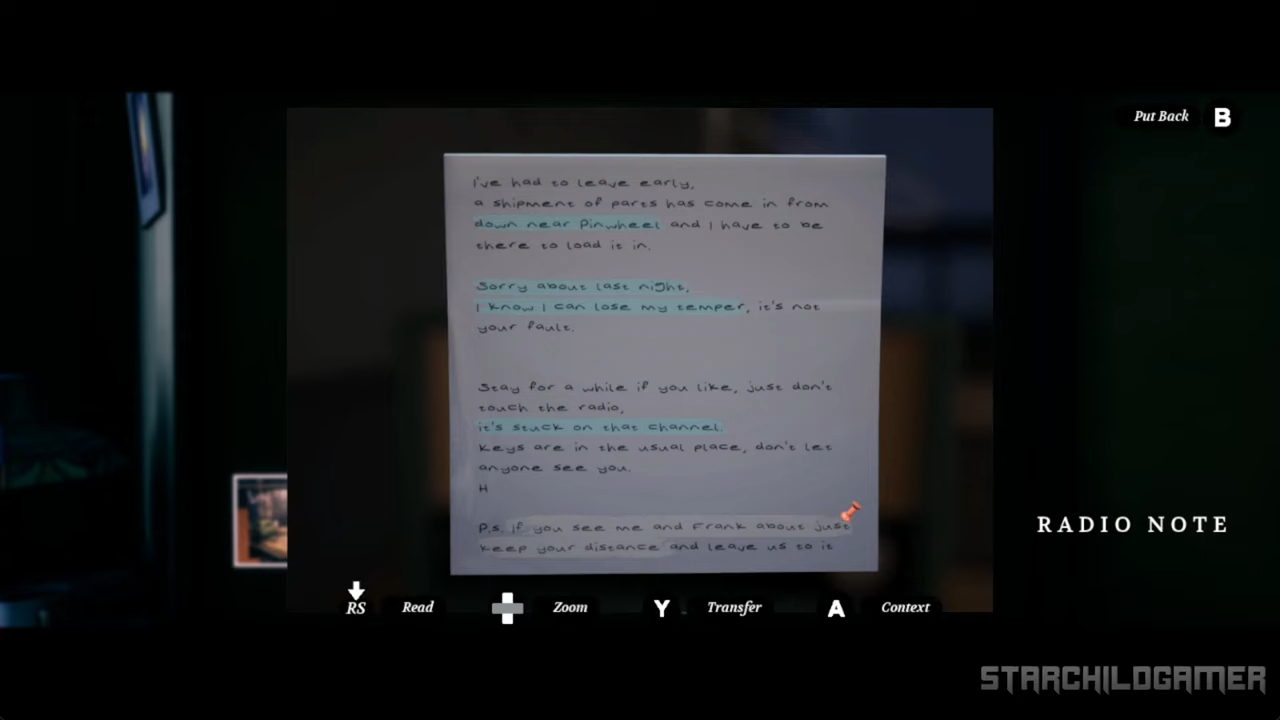 Put Back B
I've had to leave early,
a shipment of parts has come in from
down near Pinwheel and I have to be
there to load it in.
Sorry about last night,
I know I can lose my temper, it's not
your fault.
Stay for a while if you like, just don't
touch the radio,
it's stuck on that channel.
Keys are in the usual place, don't let
anyone see you.
H
P.s. If you see me and Frank about just
keep your distance and leave us to it
RADIO NOTE
RS Read Zoom Y Transfer A Context
STARCHILDGAMER